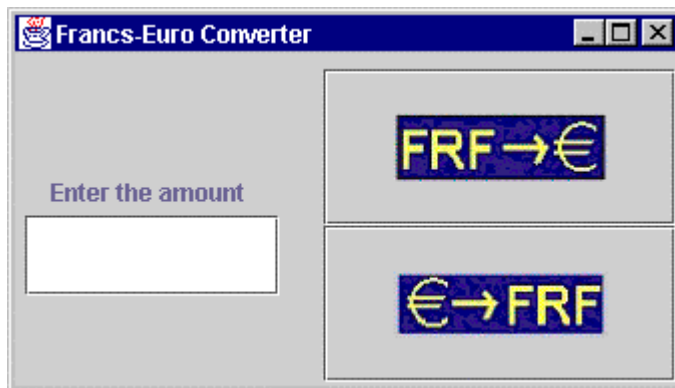 Francs-Euro Converter
FRF→€
Enter the amount
€→FRF